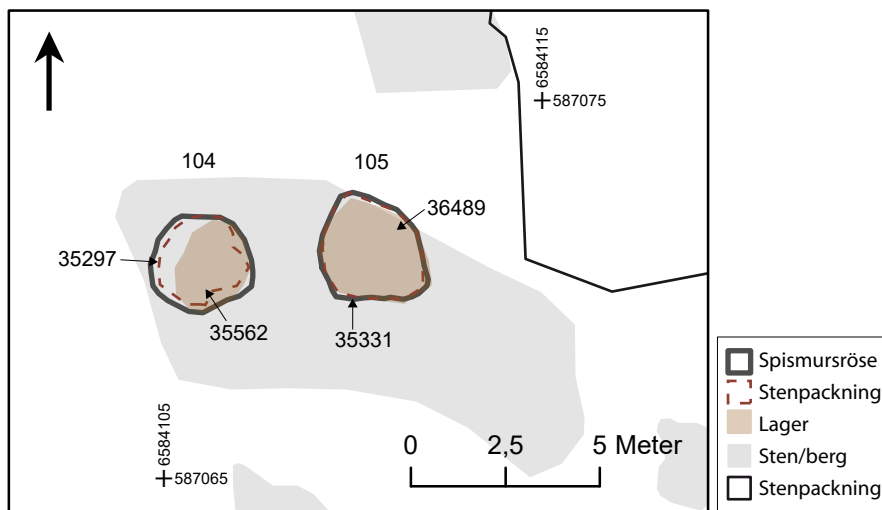 6584115
587075
104
105
36489
35297
35562
35331
6584105
587065
0 2,5 5 Meter
Spismursröse
Stenpackning
Lager
Sten/berg
Stenpackning